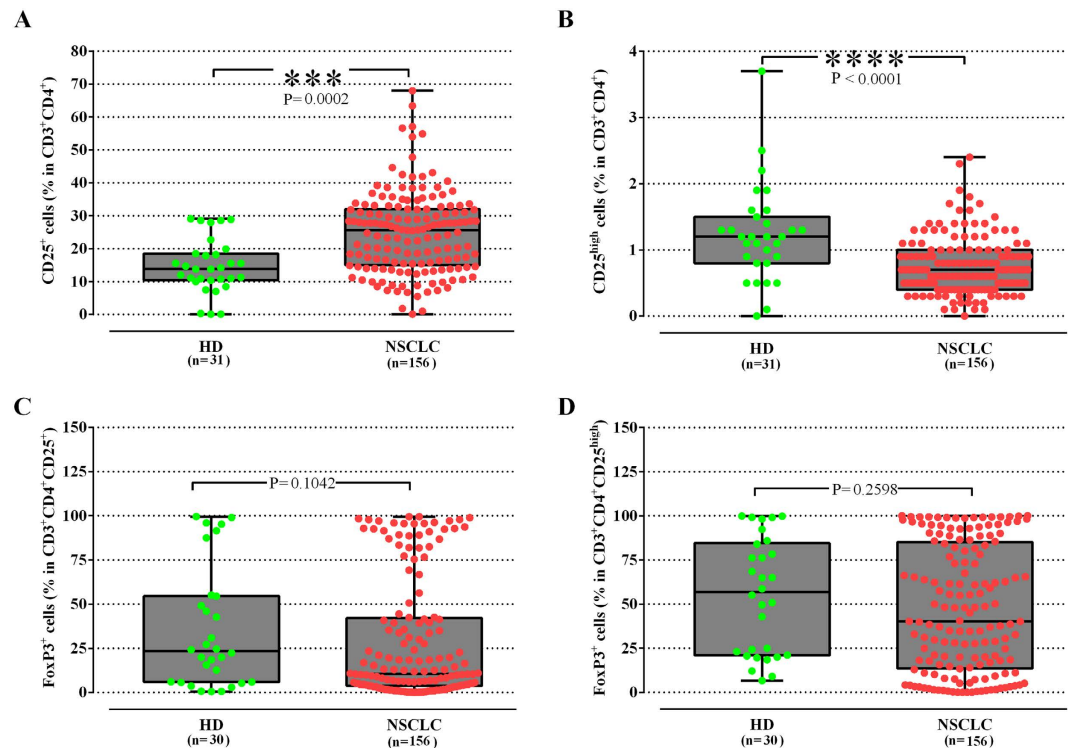 A
CD25⁺ cells (% in CD3⁺CD4⁺)
80
70
60
50
40
30
20
10
0
***
P=0.0002
HD
(n=31)
NSCLC
(n=156)
B
CD25ʰⁱᵍʰ cells (% in CD3⁺CD4⁺)
4
3
2
1
0
****
P<0.0001
HD
(n=31)
NSCLC
(n=156)
C
FoxP3⁺ cells (% in CD3⁺CD4⁺CD25⁺)
150
125
100
75
50
25
0
P=0.1042
HD
(n=30)
NSCLC
(n=156)
D
FoxP3⁺ cells (% in CD3⁺CD4⁺CD25ʰⁱᵍʰ)
150
125
100
75
50
25
0
P=0.2598
HD
(n=30)
NSCLC
(n=156)